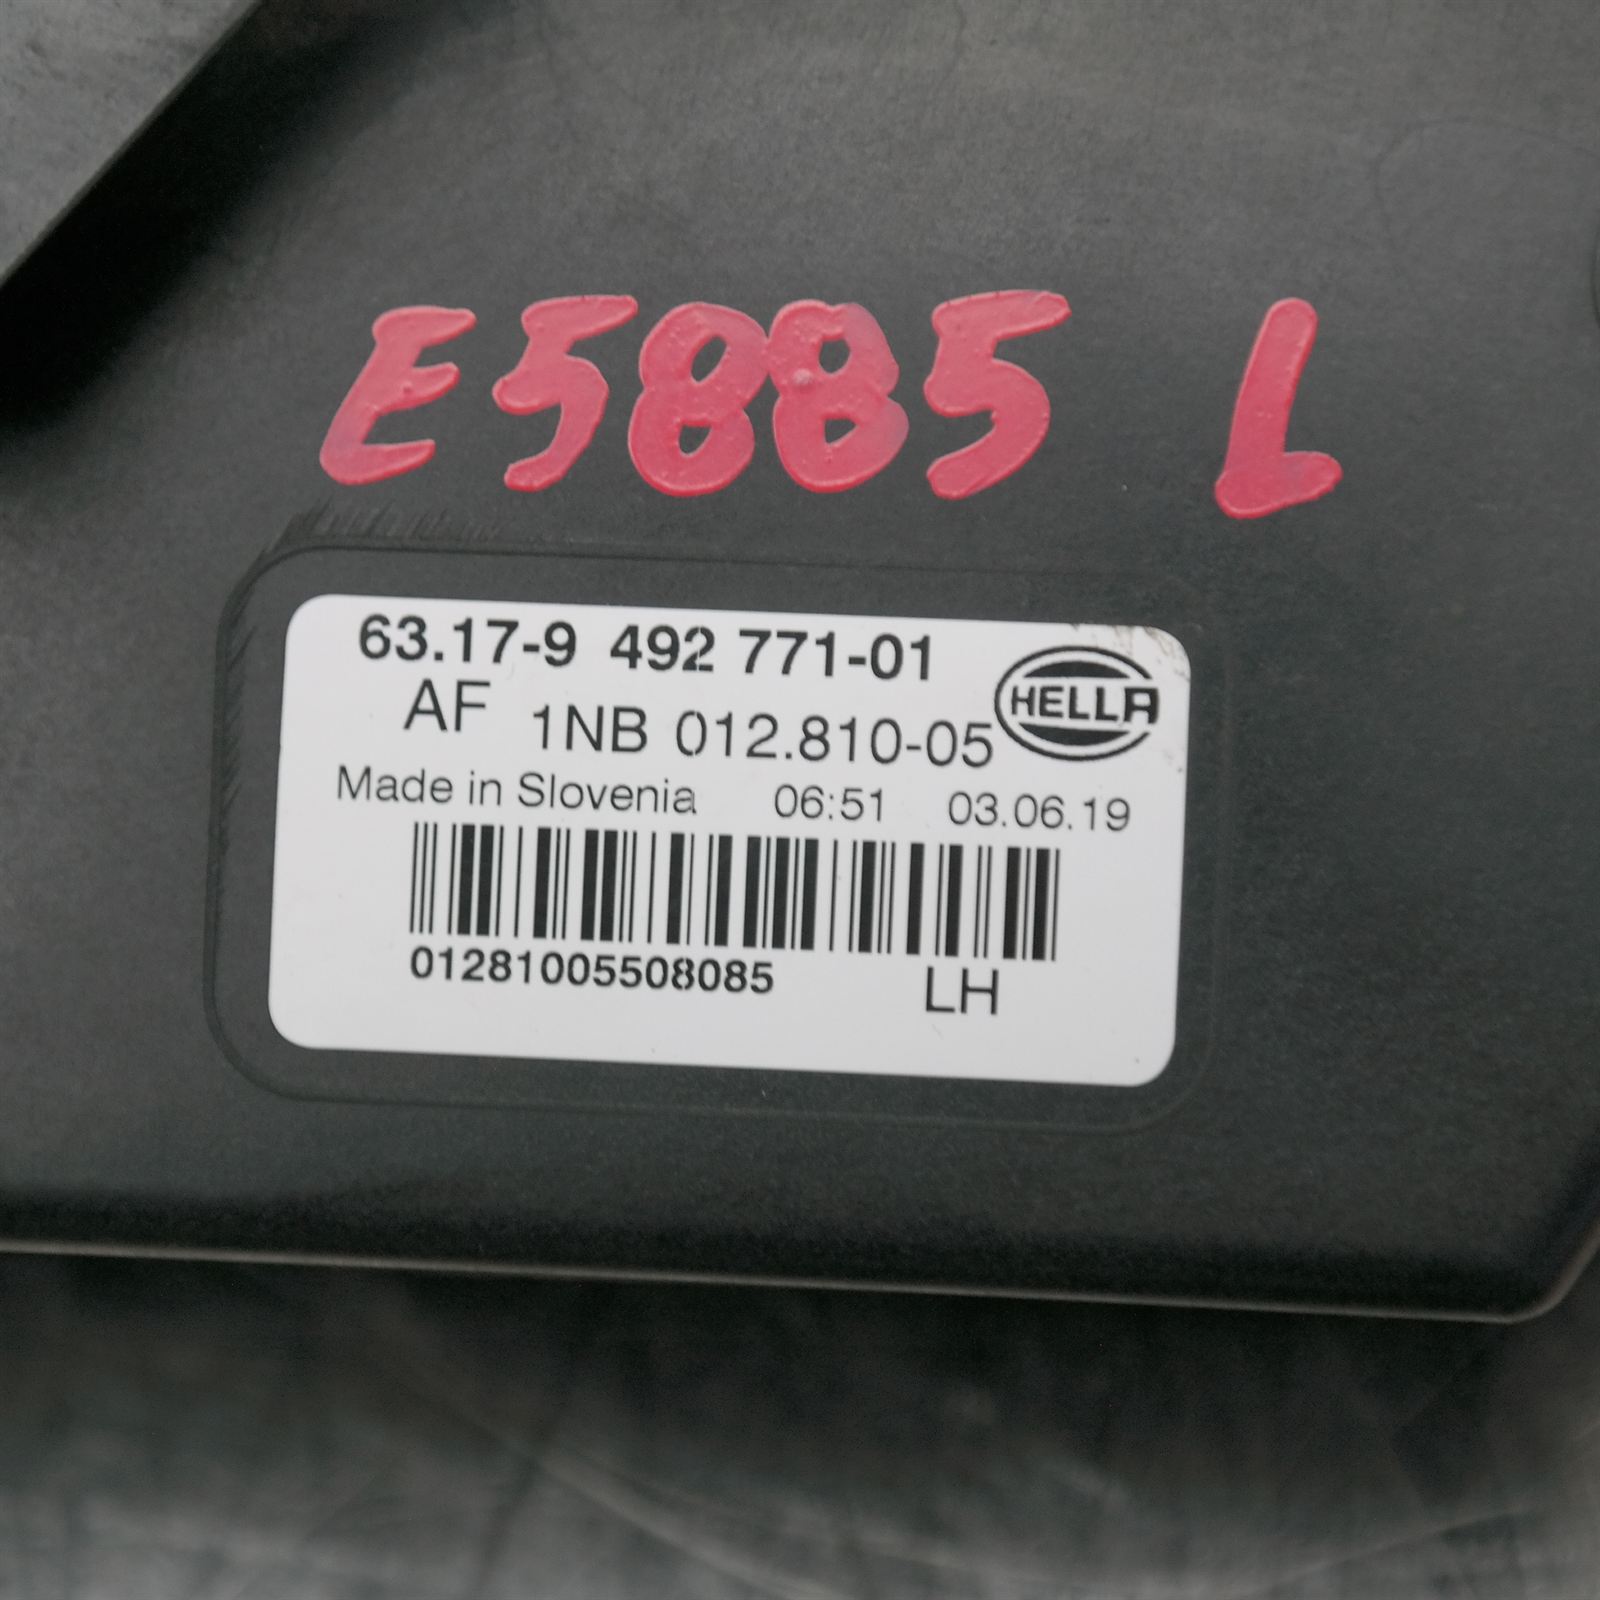 E5885 L
63.17-9 492 771-01
AF 1NB 012.810-05 HELLA
Made in Slovenia 06:51 03.06.19
01281005508085 LH